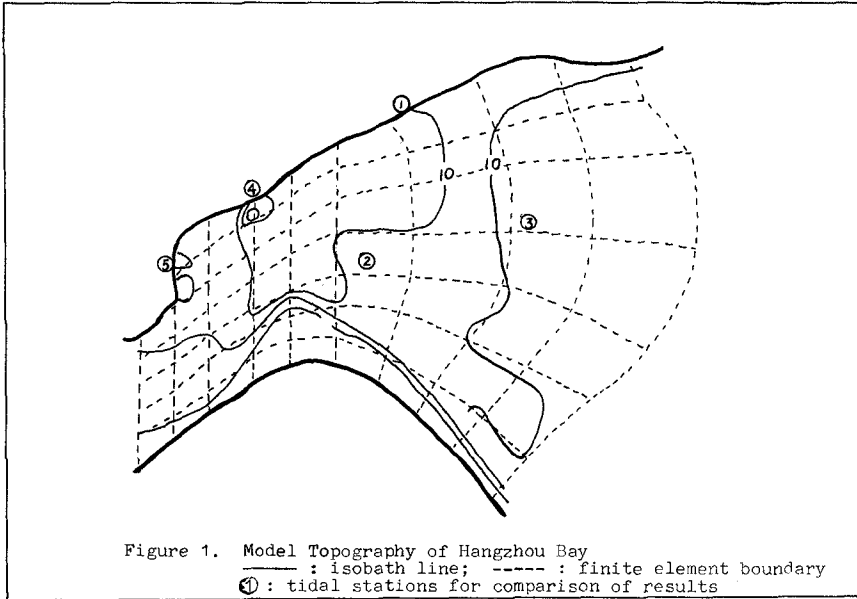 ①
10
10
④
③
②
⑤
Figure 1. Model Topography of Hangzhou Bay
——— : isobath line; ----- : finite element boundary
① : tidal stations for comparison of results